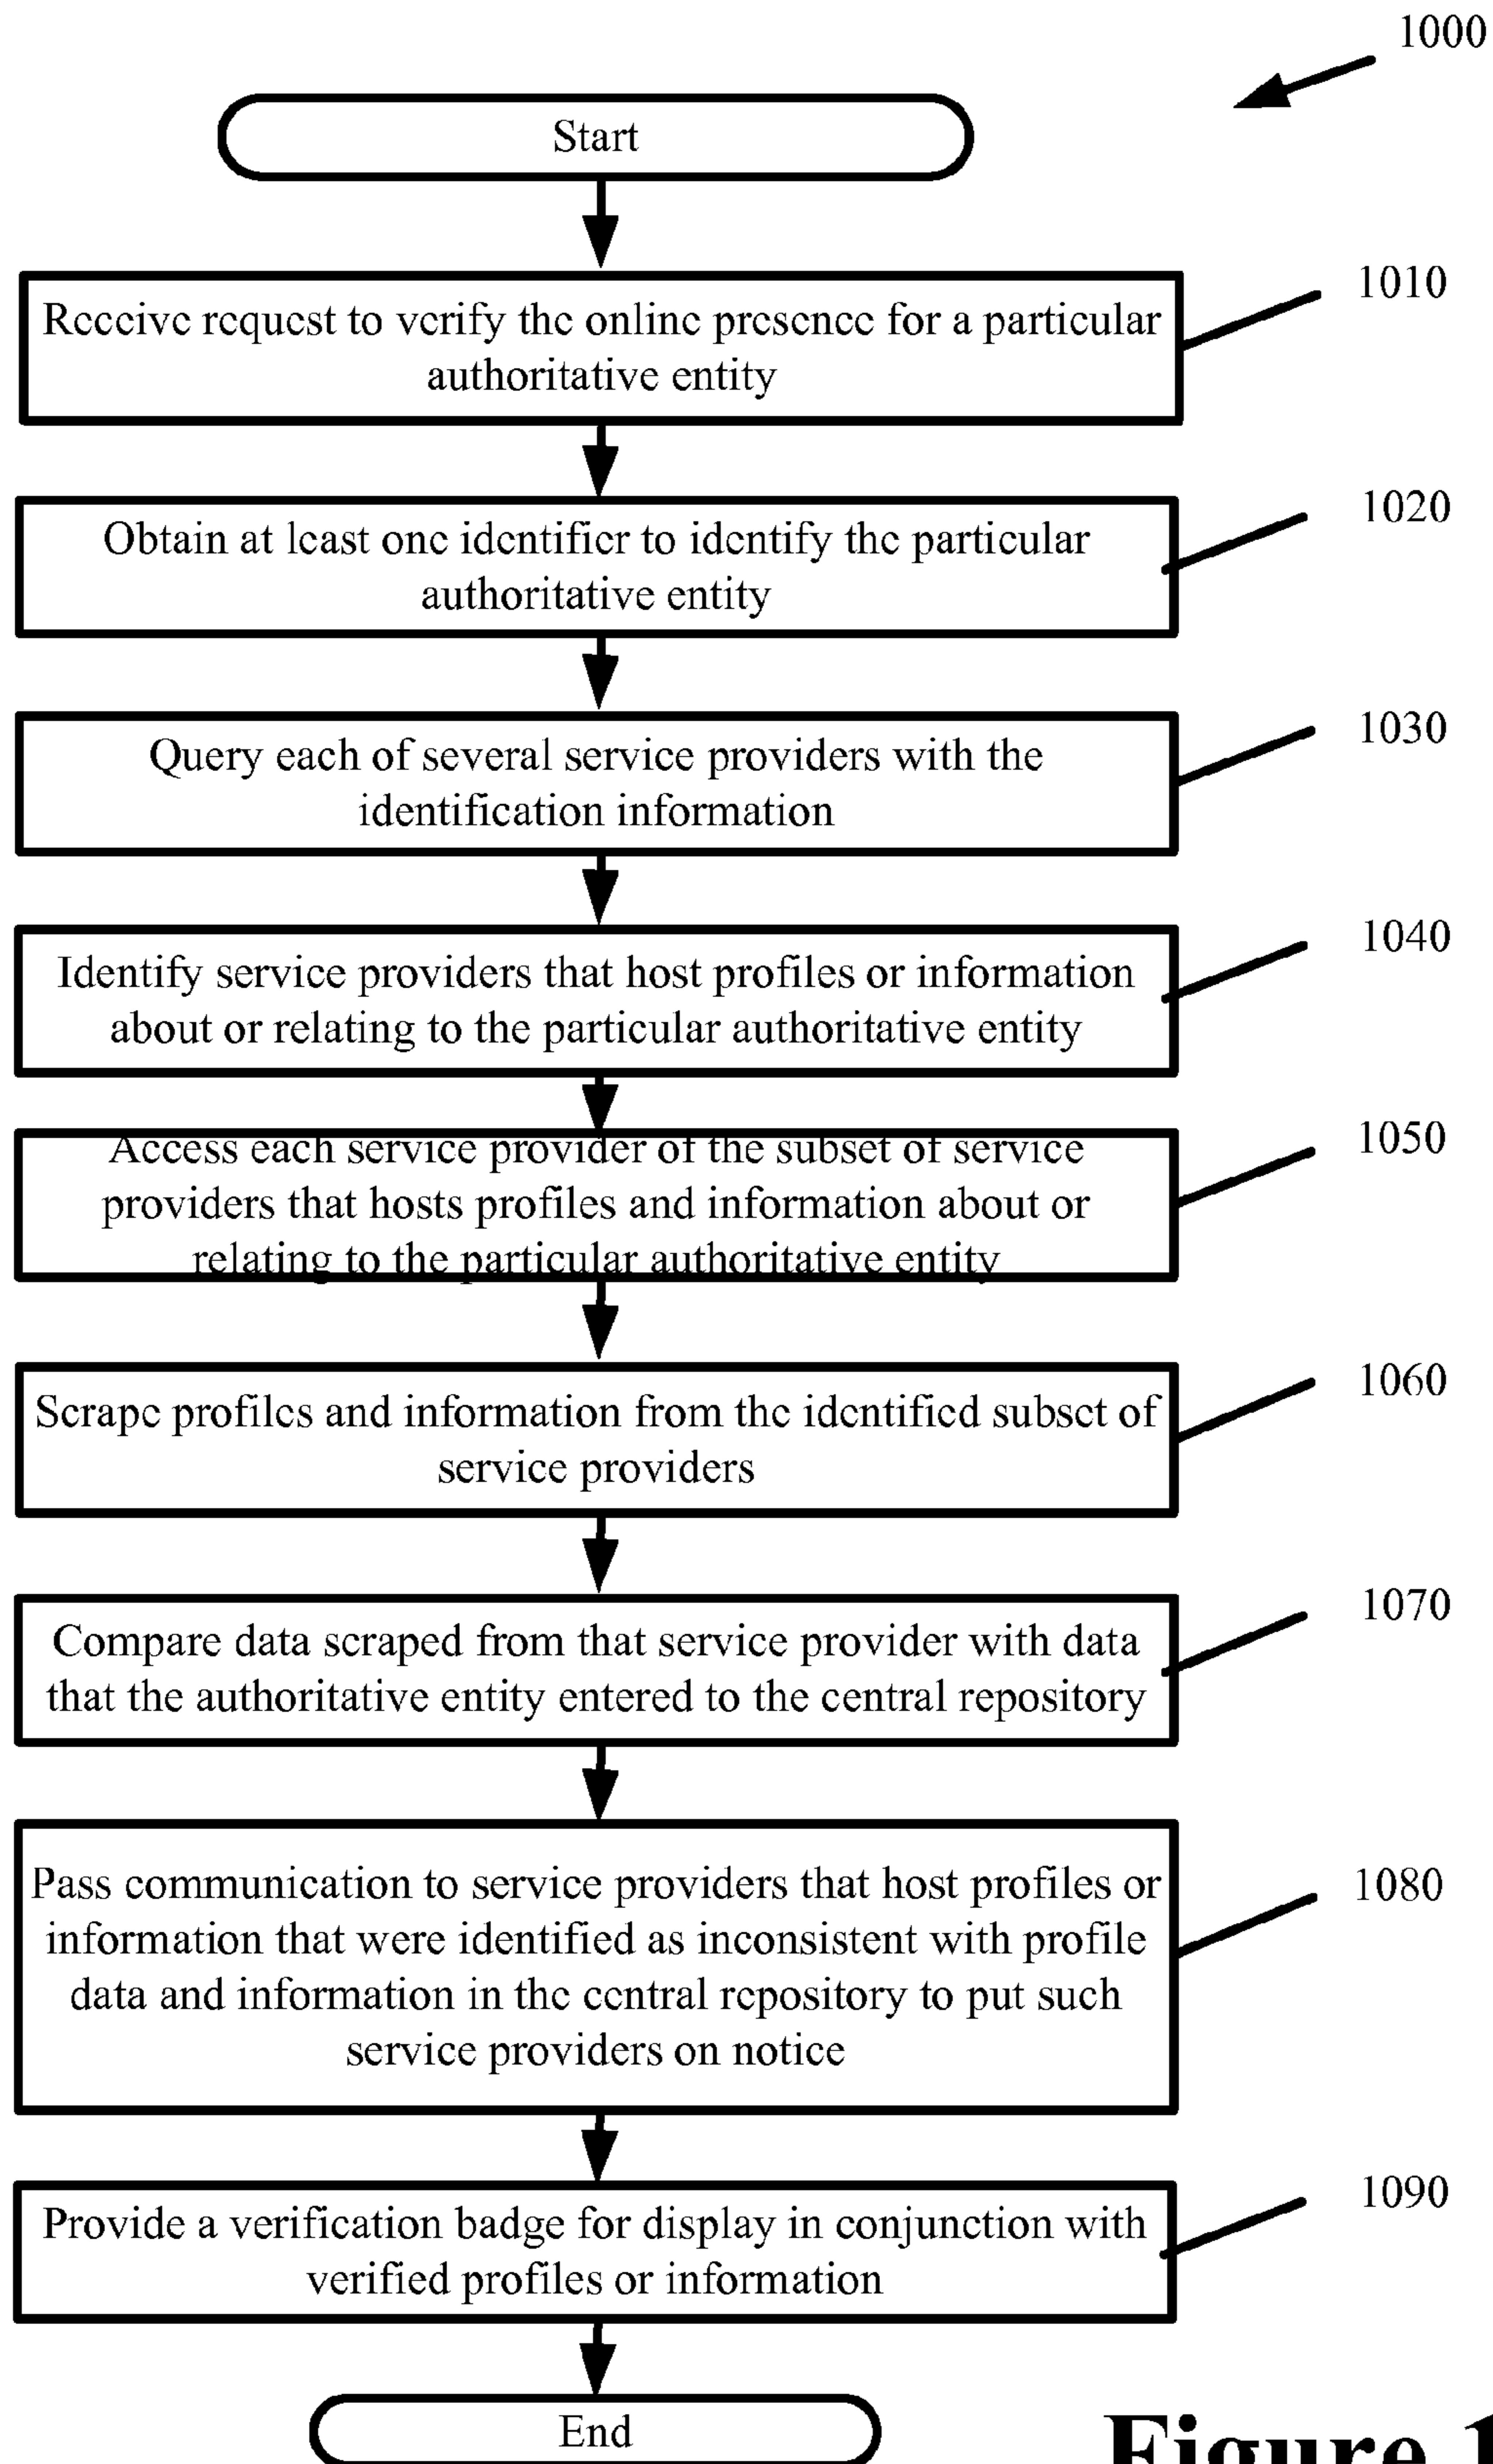 1000
Start
Receive request to verify the online presence for a particular
authoritative entity
1010
Obtain at least one identifier to identify the particular
authoritative entity
1020
Query each of several service providers with the
identification information
1030
Identify service providers that host profiles or information
about or relating to the particular authoritative entity
1040
Access each service provider of the subset of service
providers that hosts profiles and information about or
relating to the particular authoritative entity
1050
Scrape profiles and information from the identified subset of
service providers
1060
Compare data scraped from that service provider with data
that the authoritative entity entered to the central repository
1070
Pass communication to service providers that host profiles or
information that were identified as inconsistent with profile
data and information in the central repository to put such
service providers on notice
1080
Provide a verification badge for display in conjunction with
verified profiles or information
1090
End
Figure 1